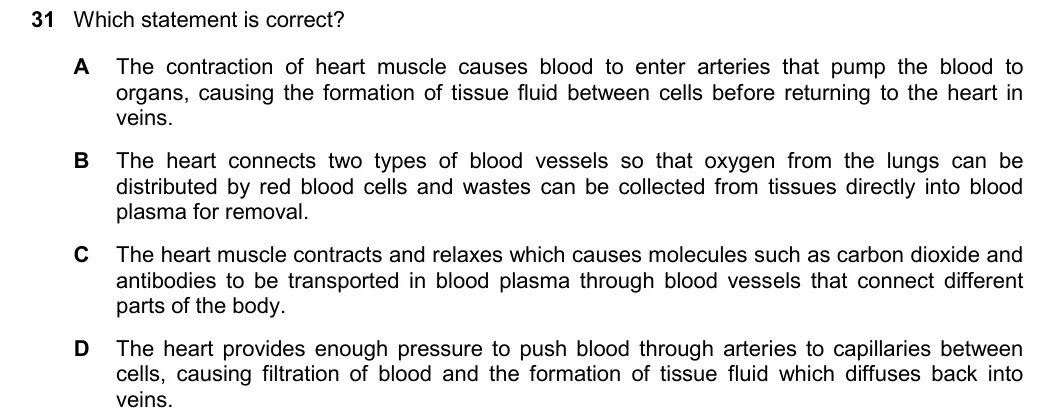 31 Which statement is correct?
A The contraction of heart muscle causes blood to enter arteries that pump the blood to
organs, causing the formation of tissue fluid between cells before returning to the heart in
veins.
B The heart connects two types of blood vessels so that oxygen from the lungs can be
distributed by red blood cells and wastes can be collected from tissues directly into blood
plasma for removal.
C The heart muscle contracts and relaxes which causes molecules such as carbon dioxide and
antibodies to be transported in blood plasma through blood vessels that connect different
parts of the body.
D The heart provides enough pressure to push blood through arteries to capillaries between
cells, causing filtration of blood and the formation of tissue fluid which diffuses back into
veins.